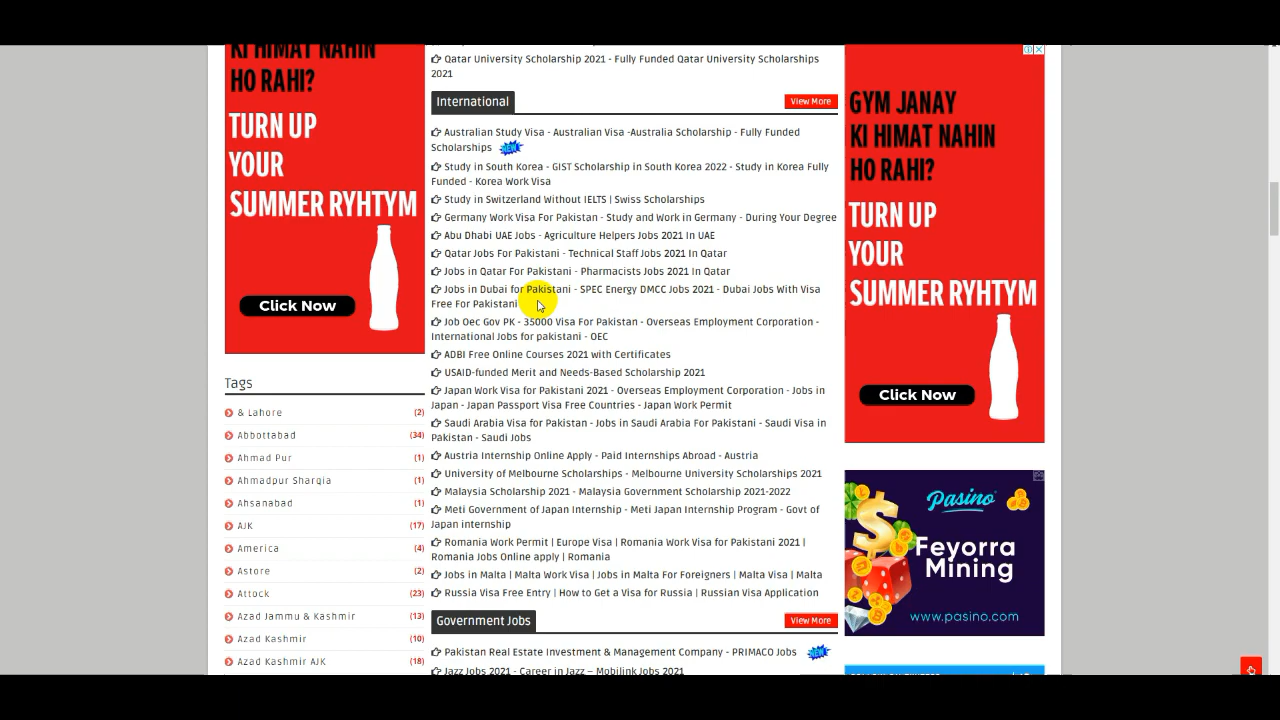 KI HIMAT NAHIN
HO RAHI?
TURN UP
YOUR
SUMMER RYHTYM
Click Now
Tags
& Lahore (2)
Abbottabad (34)
Ahmad Pur (1)
Ahmadpur Sharqia (1)
Ahsanabad (1)
AJK (17)
America (4)
Astore (2)
Attock (23)
Azad Jammu & Kashmir (13)
Azad Kashmir (10)
Azad Kashmir AJK (18)
Qatar University Scholarship 2021 - Fully Funded Qatar University Scholarships
2021
International View More
Australian Study Visa - Australian Visa -Australia Scholarship - Fully Funded
Scholarships NEW
Study in South Korea - GIST Scholarship in South Korea 2022 - Study in Korea Fully
Funded - Korea Work Visa
Study in Switzerland Without IELTS | Swiss Scholarships
Germany Work Visa For Pakistan - Study and Work in Germany - During Your Degree
Abu Dhabi UAE Jobs - Agriculture Helpers Jobs 2021 In UAE
Qatar Jobs For Pakistani - Technical Staff Jobs 2021 In Qatar
Jobs in Qatar For Pakistani - Pharmacists Jobs 2021 In Qatar
Jobs in Dubai for Pakistani - SPEC Energy DMCC Jobs 2021 - Dubai Jobs With Visa
Free For Pakistani
Job Oec Gov PK - 35000 Visa For Pakistan - Overseas Employment Corporation -
International Jobs for pakistani - OEC
ADBI Free Online Courses 2021 with Certificates
USAID-funded Merit and Needs-Based Scholarship 2021
Japan Work Visa for Pakistani 2021 - Overseas Employment Corporation - Jobs in
Japan - Japan Passport Visa Free Countries - Japan Work Permit
Saudi Arabia Visa for Pakistan - Jobs in Saudi Arabia For Pakistani - Saudi Visa in
Pakistan - Saudi Jobs
Austria Internship Online Apply - Paid Internships Abroad - Austria
University of Melbourne Scholarships - Melbourne University Scholarships 2021
Malaysia Scholarship 2021 - Malaysia Government Scholarship 2021-2022
Meti Government of Japan Internship - Meti Japan Internship Program - Govt of
Japan internship
Romania Work Permit | Europe Visa | Romania Work Visa for Pakistani 2021 |
Romania Jobs Online apply | Romania
Jobs in Malta | Malta Work Visa | Jobs in Malta For Foreigners | Malta Visa | Malta
Russia Visa Free Entry | How to Get a Visa for Russia | Russian Visa Application
Government Jobs View More
Pakistan Real Estate Investment & Management Company - PRIMACO Jobs NEW
Jazz Jobs 2021 - Career in Jazz – Mobilink Jobs 2021
GYM JANAY
KI HIMAT NAHIN
HO RAHI?
TURN UP
YOUR
SUMMER RYHTYM
Click Now
Pasino
Feyorra
Mining
www.pasino.com